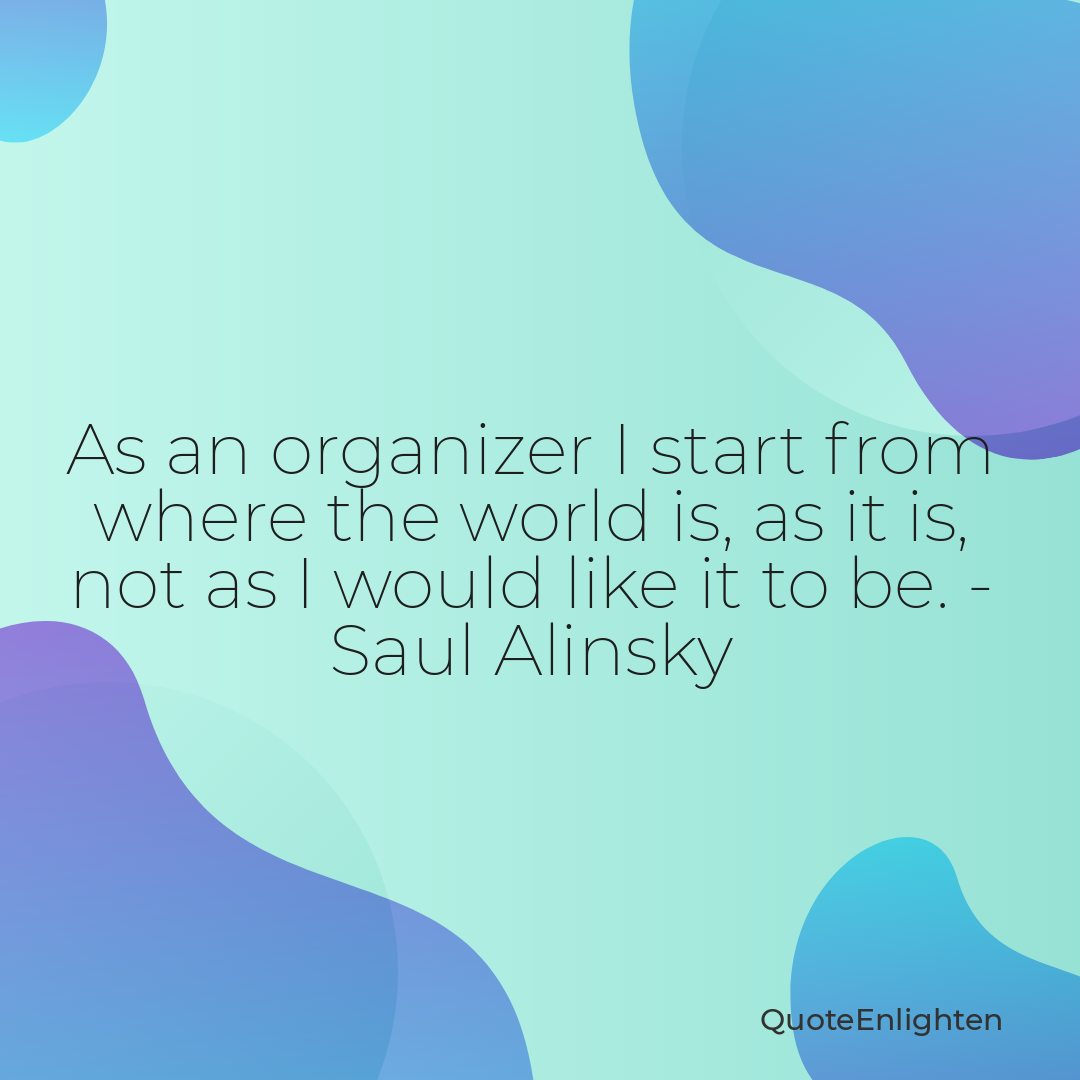 As an organizer I start from
where the world is, as it is,
not as I would like it to be. -
Saul Alinsky
QuoteEnlighten